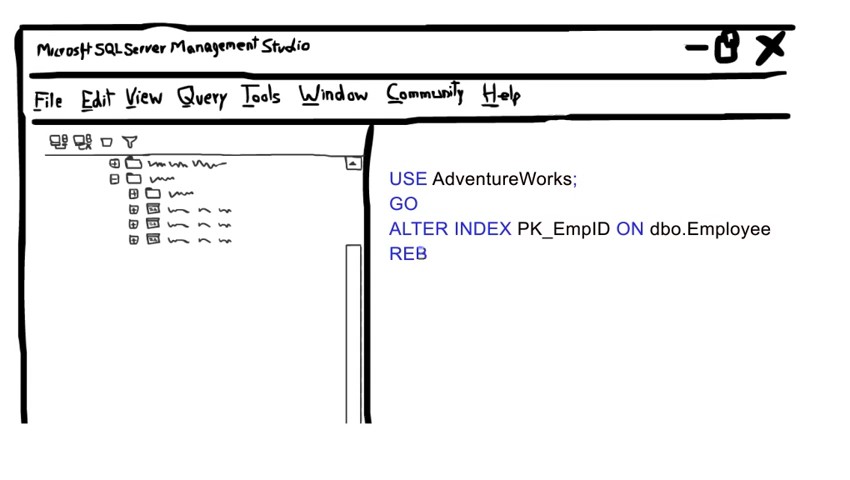 Microsft SQL Server Management Studio
File Edit View Query Tools Window Community Help
USE AdventureWorks;
GO
ALTER INDEX PK_EmpID ON dbo.Employee
REB